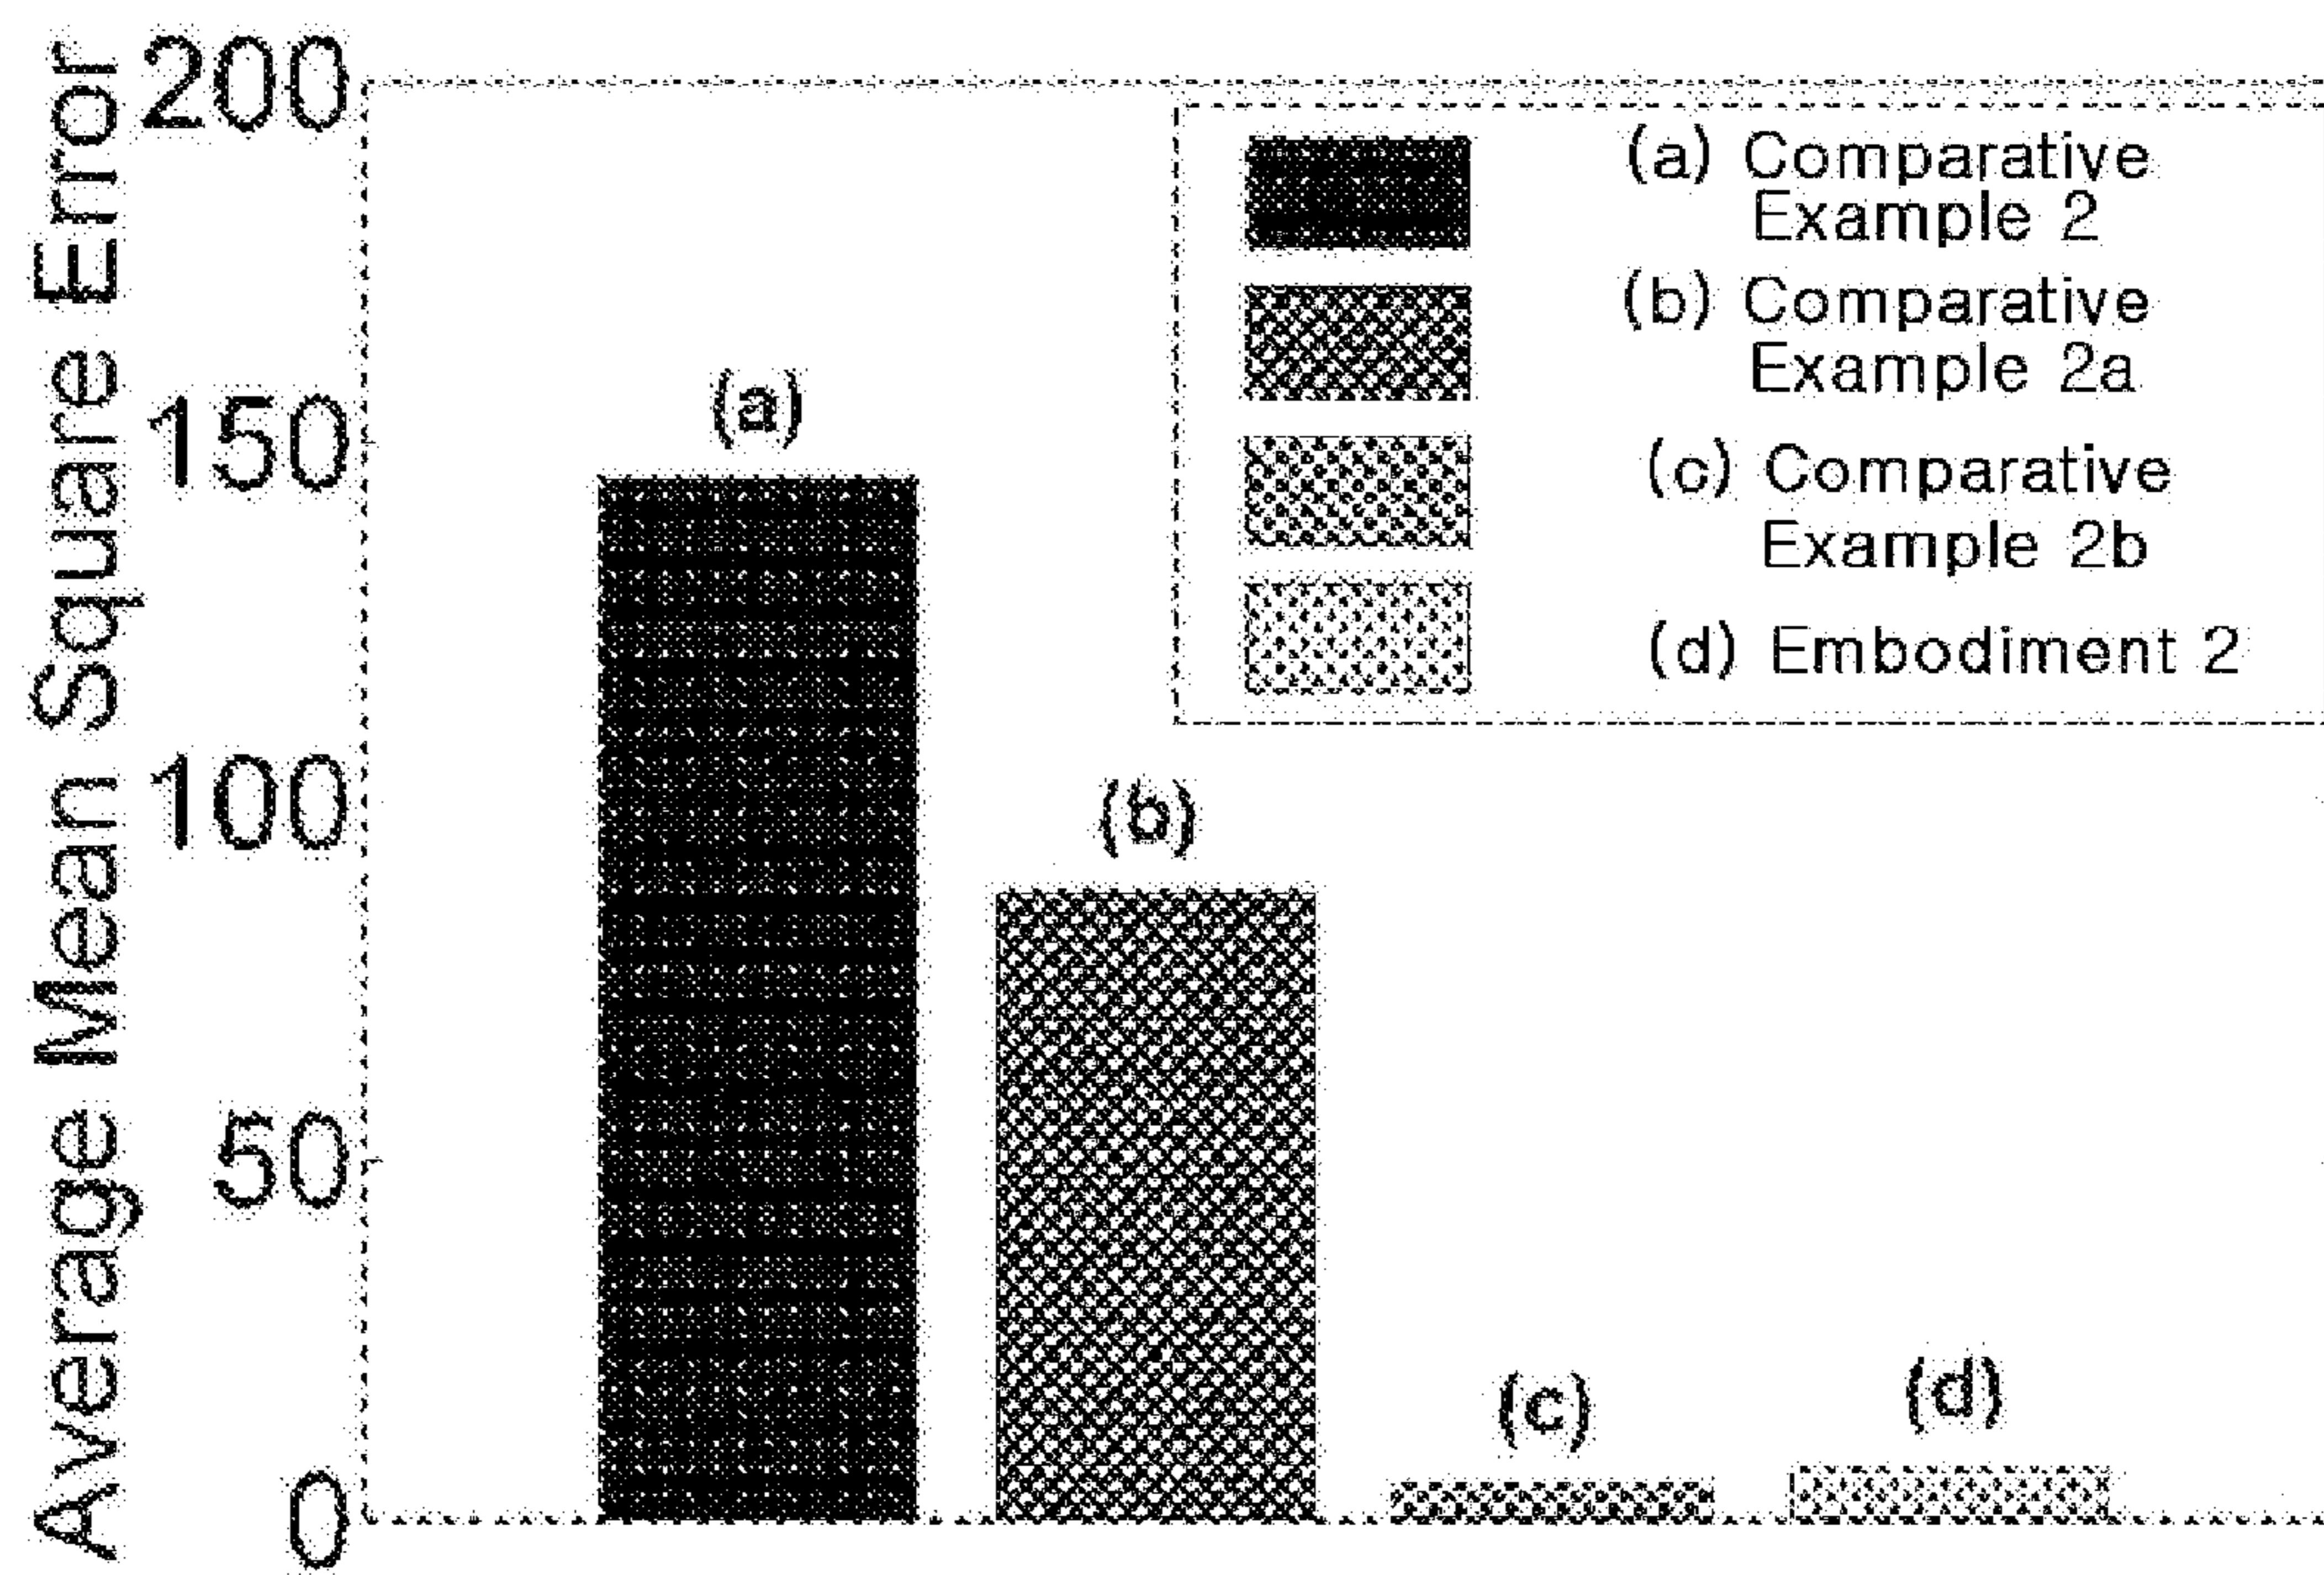 Average Mean Square Error
200
150
100
50
0
(a)
(b)
(c)
(d)
(a) Comparative
Example 2
(b) Comparative
Example 2a
(c) Comparative
Example 2b
(d) Embodiment 2